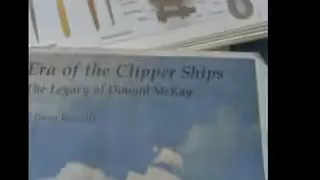 Era of the Clipper Ships
The Legacy of Donald McKay